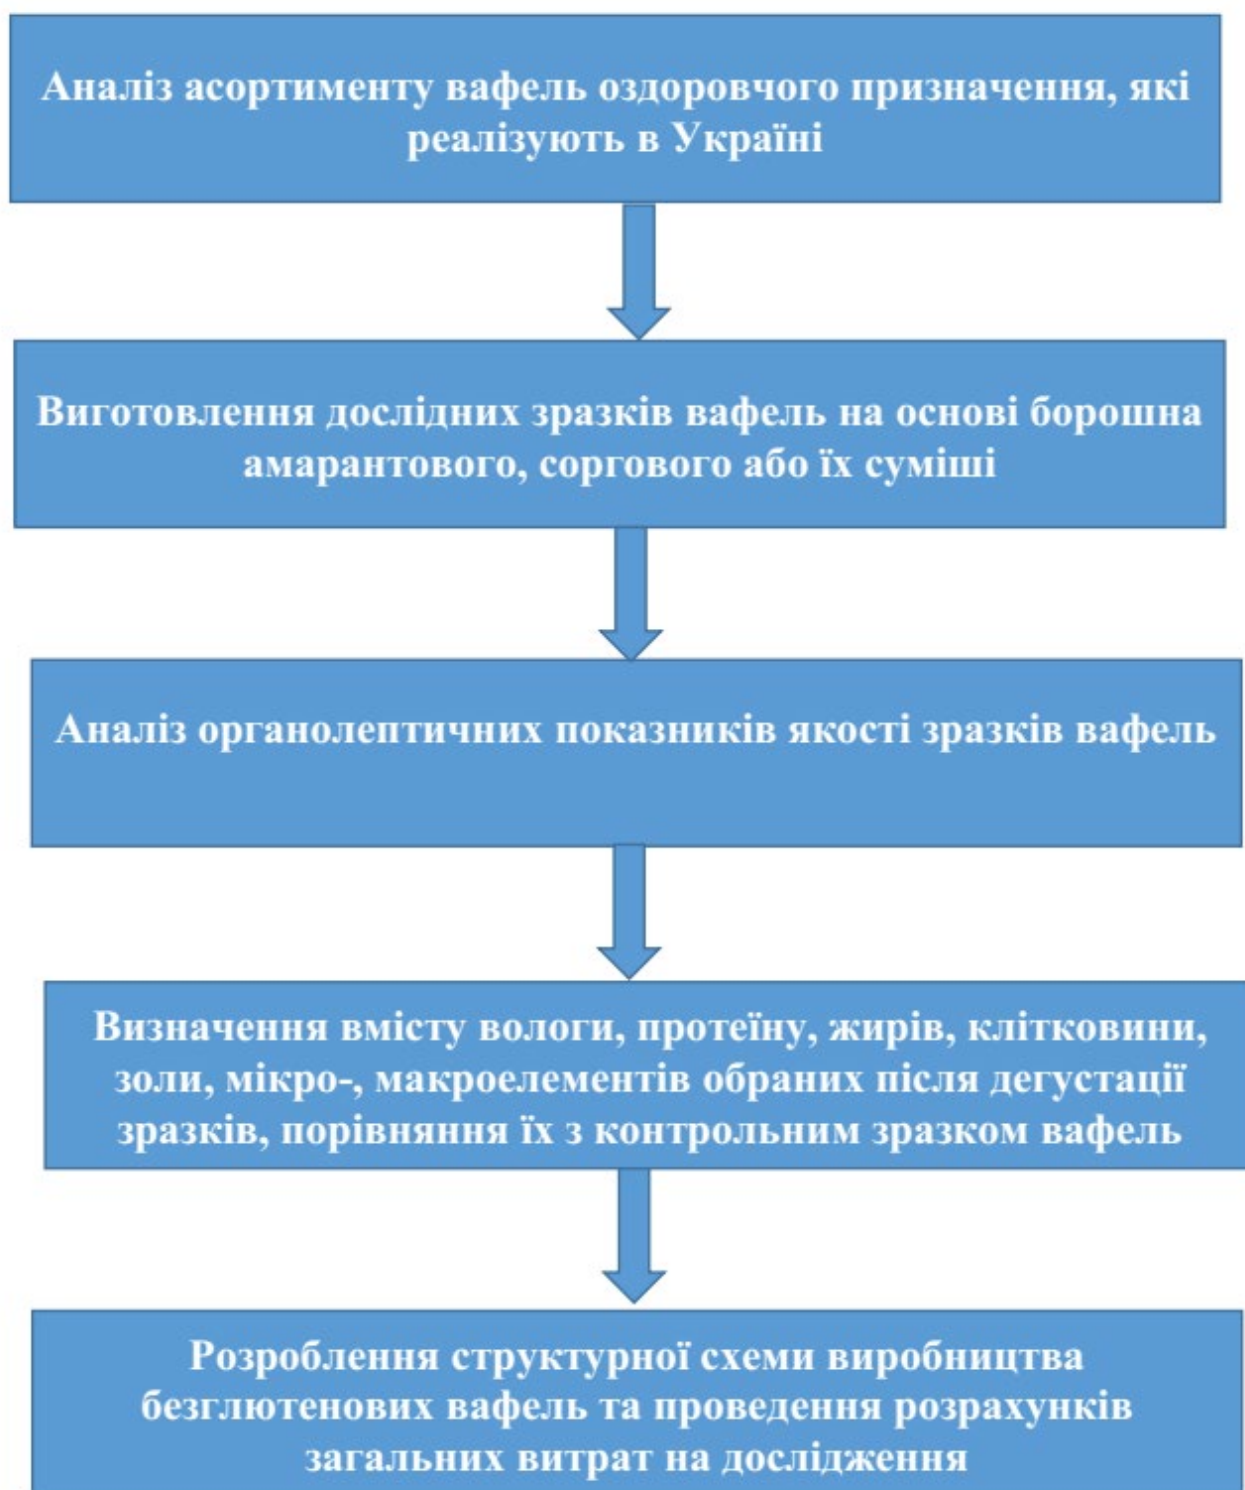 Аналіз асортименту вафель оздоровчого призначення, які
реалізують в Україні
Виготовлення дослідних зразків вафель на основі борошна
амарантового, соргового або їх суміші
Аналіз органолептичних показників якості зразків вафель
Визначення вмісту вологи, протеїну, жирів, клітковини,
золи, мікро-, макроелементів обраних після дегустації
зразків, порівняння їх з контрольним зразком вафель
Розроблення структурної схеми виробництва
безглютенових вафель та проведення розрахунків
загальних витрат на дослідження